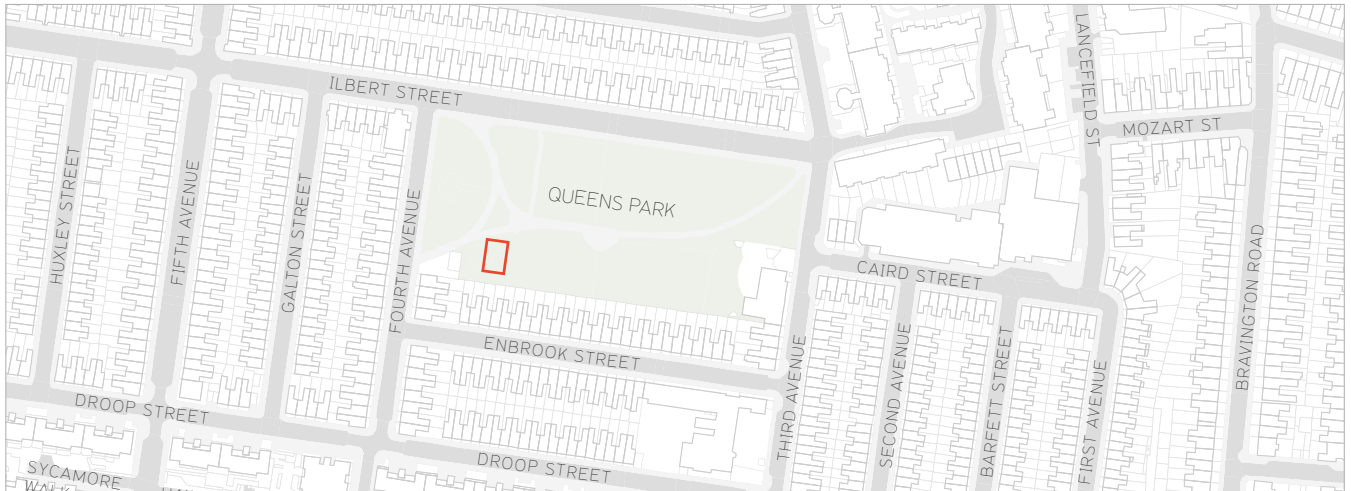 LANCEFIELD ST
ILBERT STREET
MOZART ST
HUXLEY STREET
FIFTH AVENUE
GALTON STREET
FOURTH AVENUE
QUEENS PARK
CAIRD STREET
BRAVINGTON ROAD
ENBROOK STREET
THIRD AVENUE
SECOND AVENUE
BARFETT STREET
FIRST AVENUE
DROOP STREET
DROOP STREET
SYCAMORE
WALK